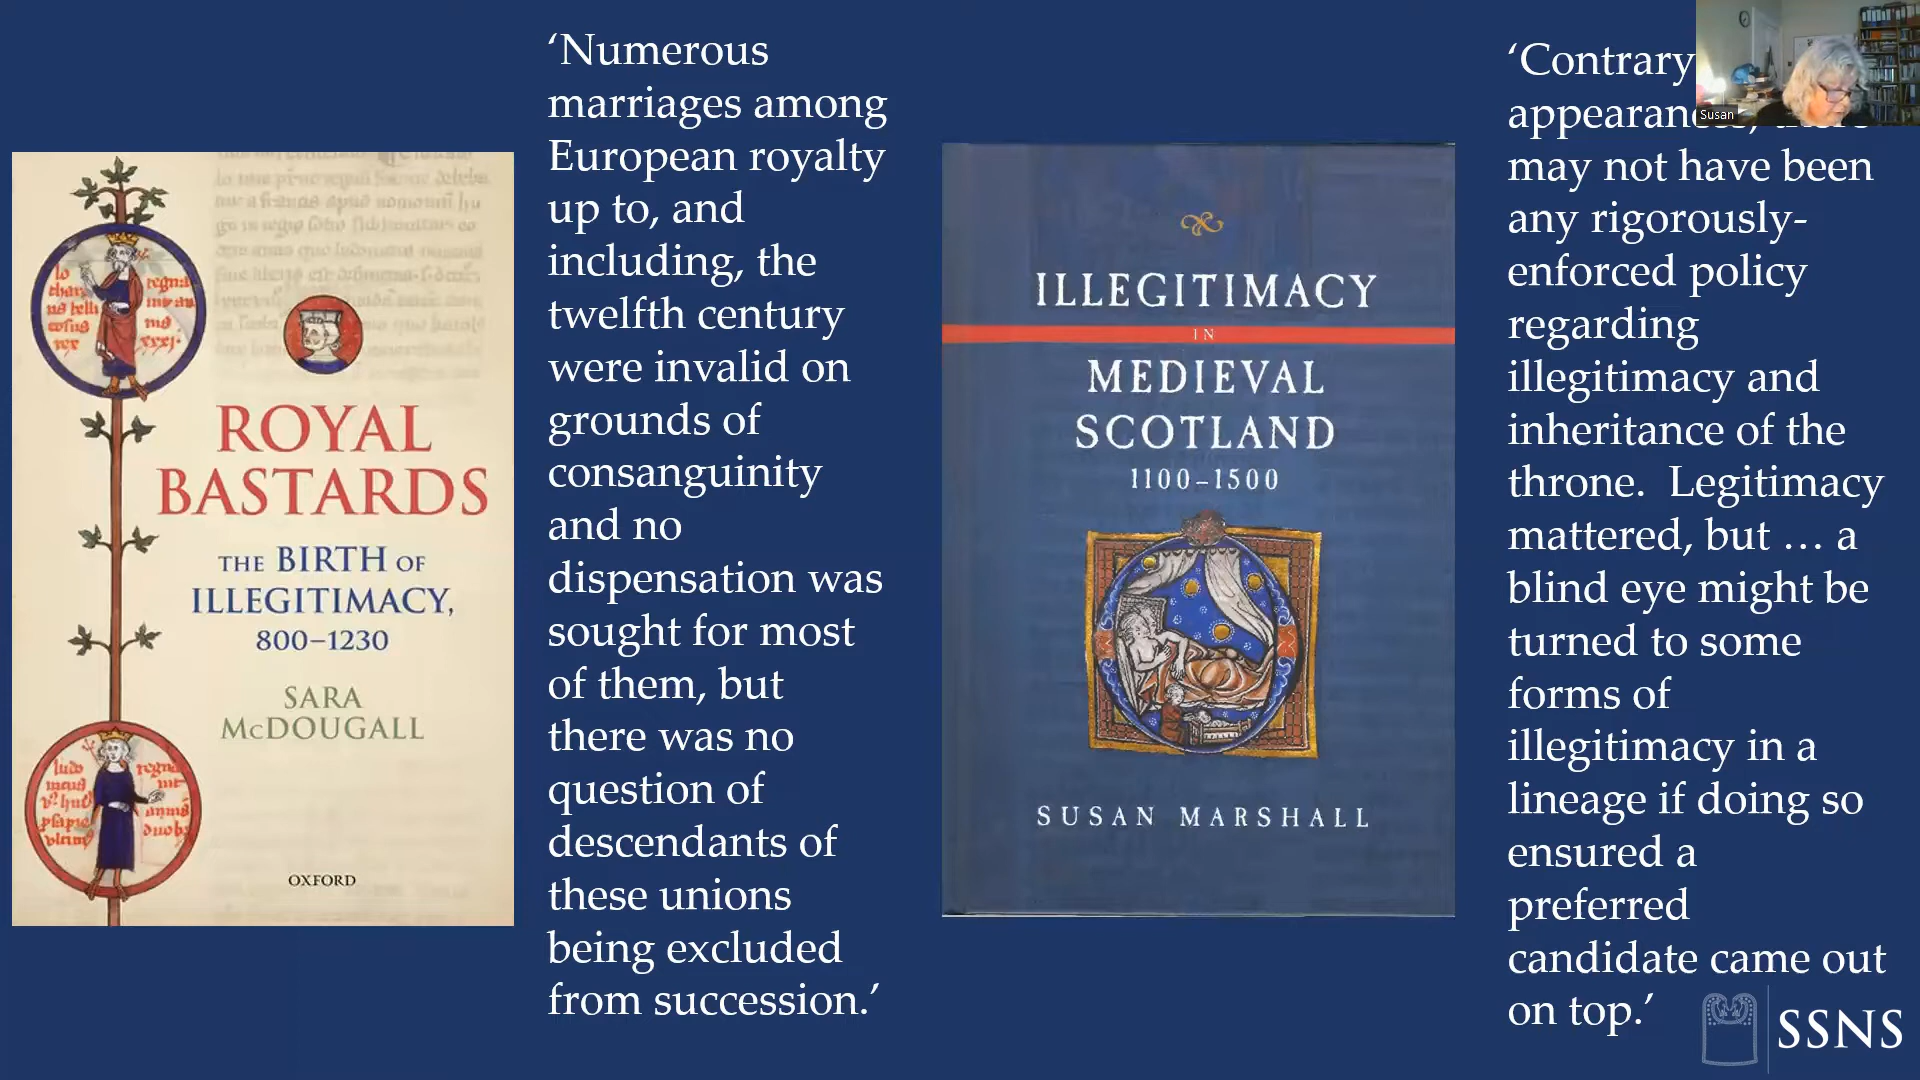 ROYAL
BASTARDS
THE BIRTH OF
ILLEGITIMACY,
800–1230
SARA
McDOUGALL
OXFORD
‘Numerous
marriages among
European royalty
up to, and
including, the
twelfth century
were invalid on
grounds of
consanguinity
and no
dispensation was
sought for most
of them, but
there was no
question of
descendants of
these unions
being excluded
from succession.’
ILLEGITIMACY
IN
MEDIEVAL
SCOTLAND
1100–1500
SUSAN MARSHALL
‘Contrary
may not have been
any rigorously-
enforced policy
regarding
illegitimacy and
inheritance of the
throne. Legitimacy
mattered, but … a
blind eye might be
turned to some
forms of
illegitimacy in a
lineage if doing so
ensured a
preferred
candidate came out
on top.’
Susan
SSNS